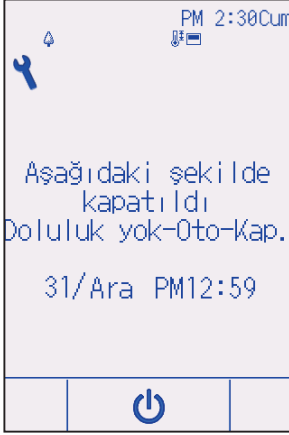 PM 2:30Cum
Aşağıdaki şekilde
kapatıldı
Doluluk yok-Oto-Kap.
31/Ara PM12:59